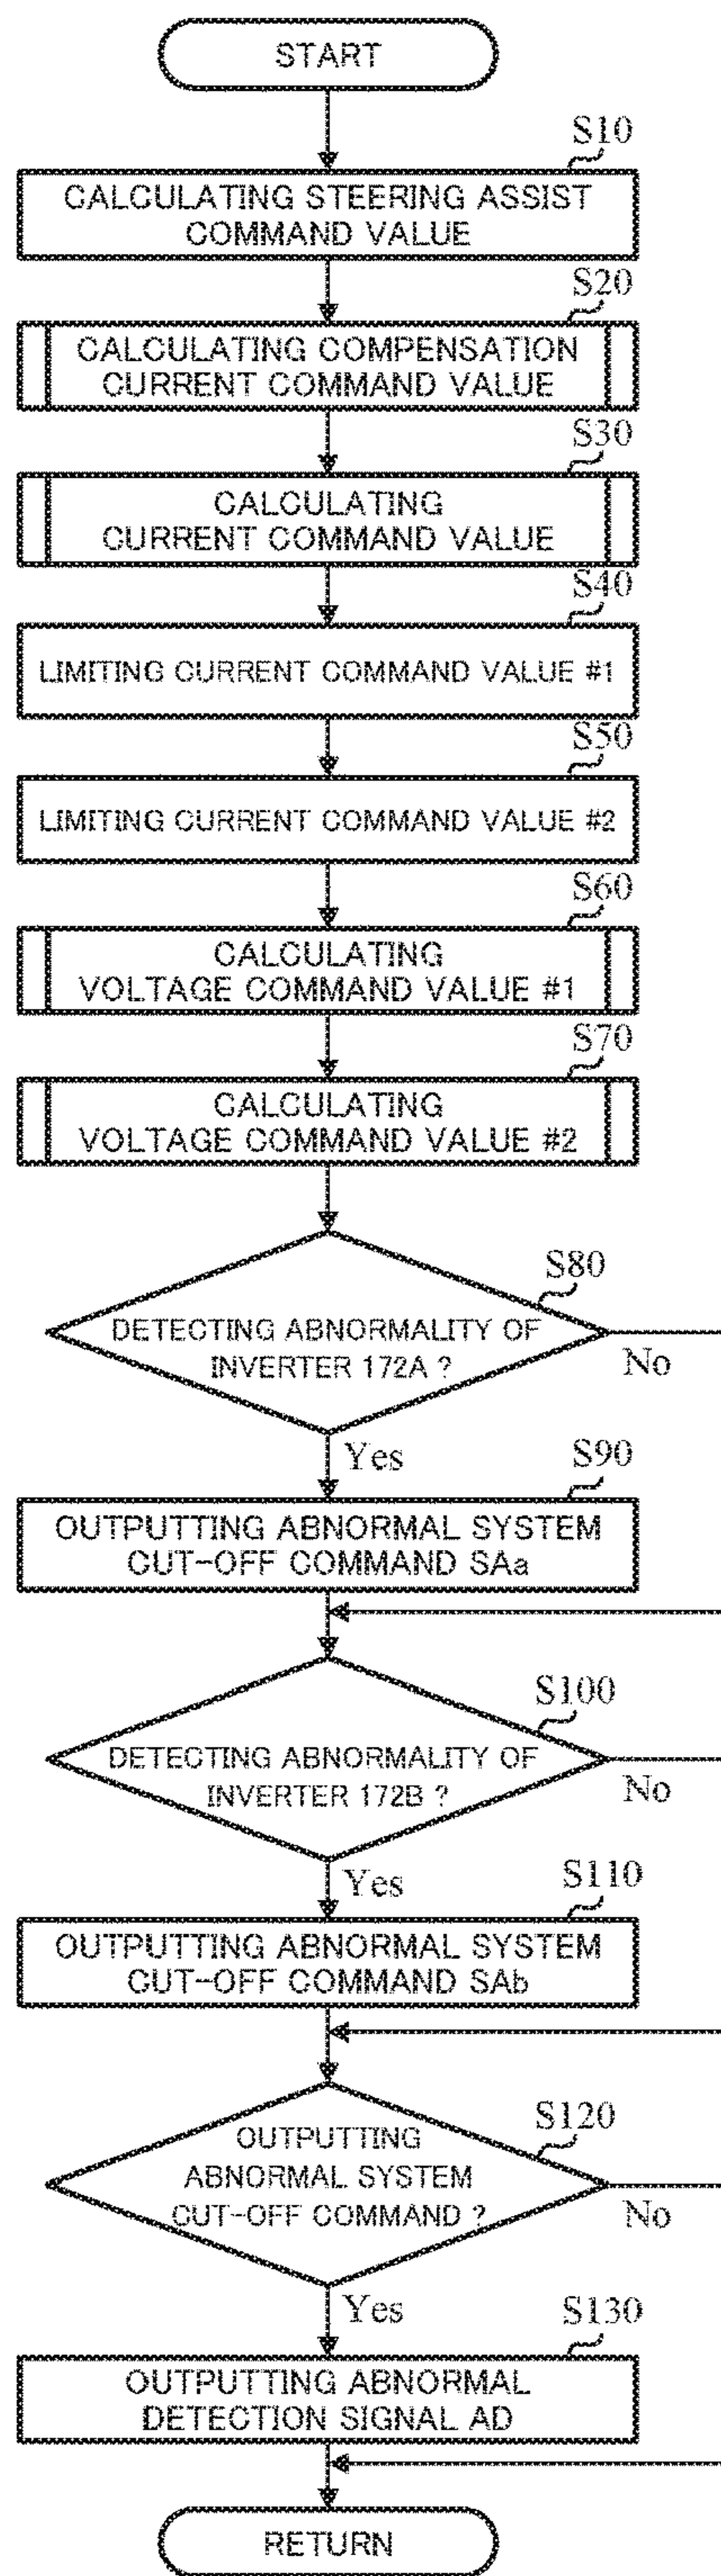 START
S10
CALCULATING STEERING ASSIST
COMMAND VALUE
S20
CALCULATING COMPENSATION
CURRENT COMMAND VALUE
S30
CALCULATING
CURRENT COMMAND VALUE
S40
LIMITING CURRENT COMMAND VALUE #1
S50
LIMITING CURRENT COMMAND VALUE #2
S60
CALCULATING
VOLTAGE COMMAND VALUE #1
S70
CALCULATING
VOLTAGE COMMAND VALUE #2
S80
DETECTING ABNORMALITY OF
INVERTER 172A ?
No
Yes
S90
OUTPUTTING ABNORMAL SYSTEM
CUT-OFF COMMAND SAa
S100
DETECTING ABNORMALITY OF
INVERTER 172B ?
No
Yes
S110
OUTPUTTING ABNORMAL SYSTEM
CUT-OFF COMMAND SAb
S120
OUTPUTTING
ABNORMAL SYSTEM
CUT-OFF COMMAND ?
No
Yes
S130
OUTPUTTING ABNORMAL
DETECTION SIGNAL AD
RETURN